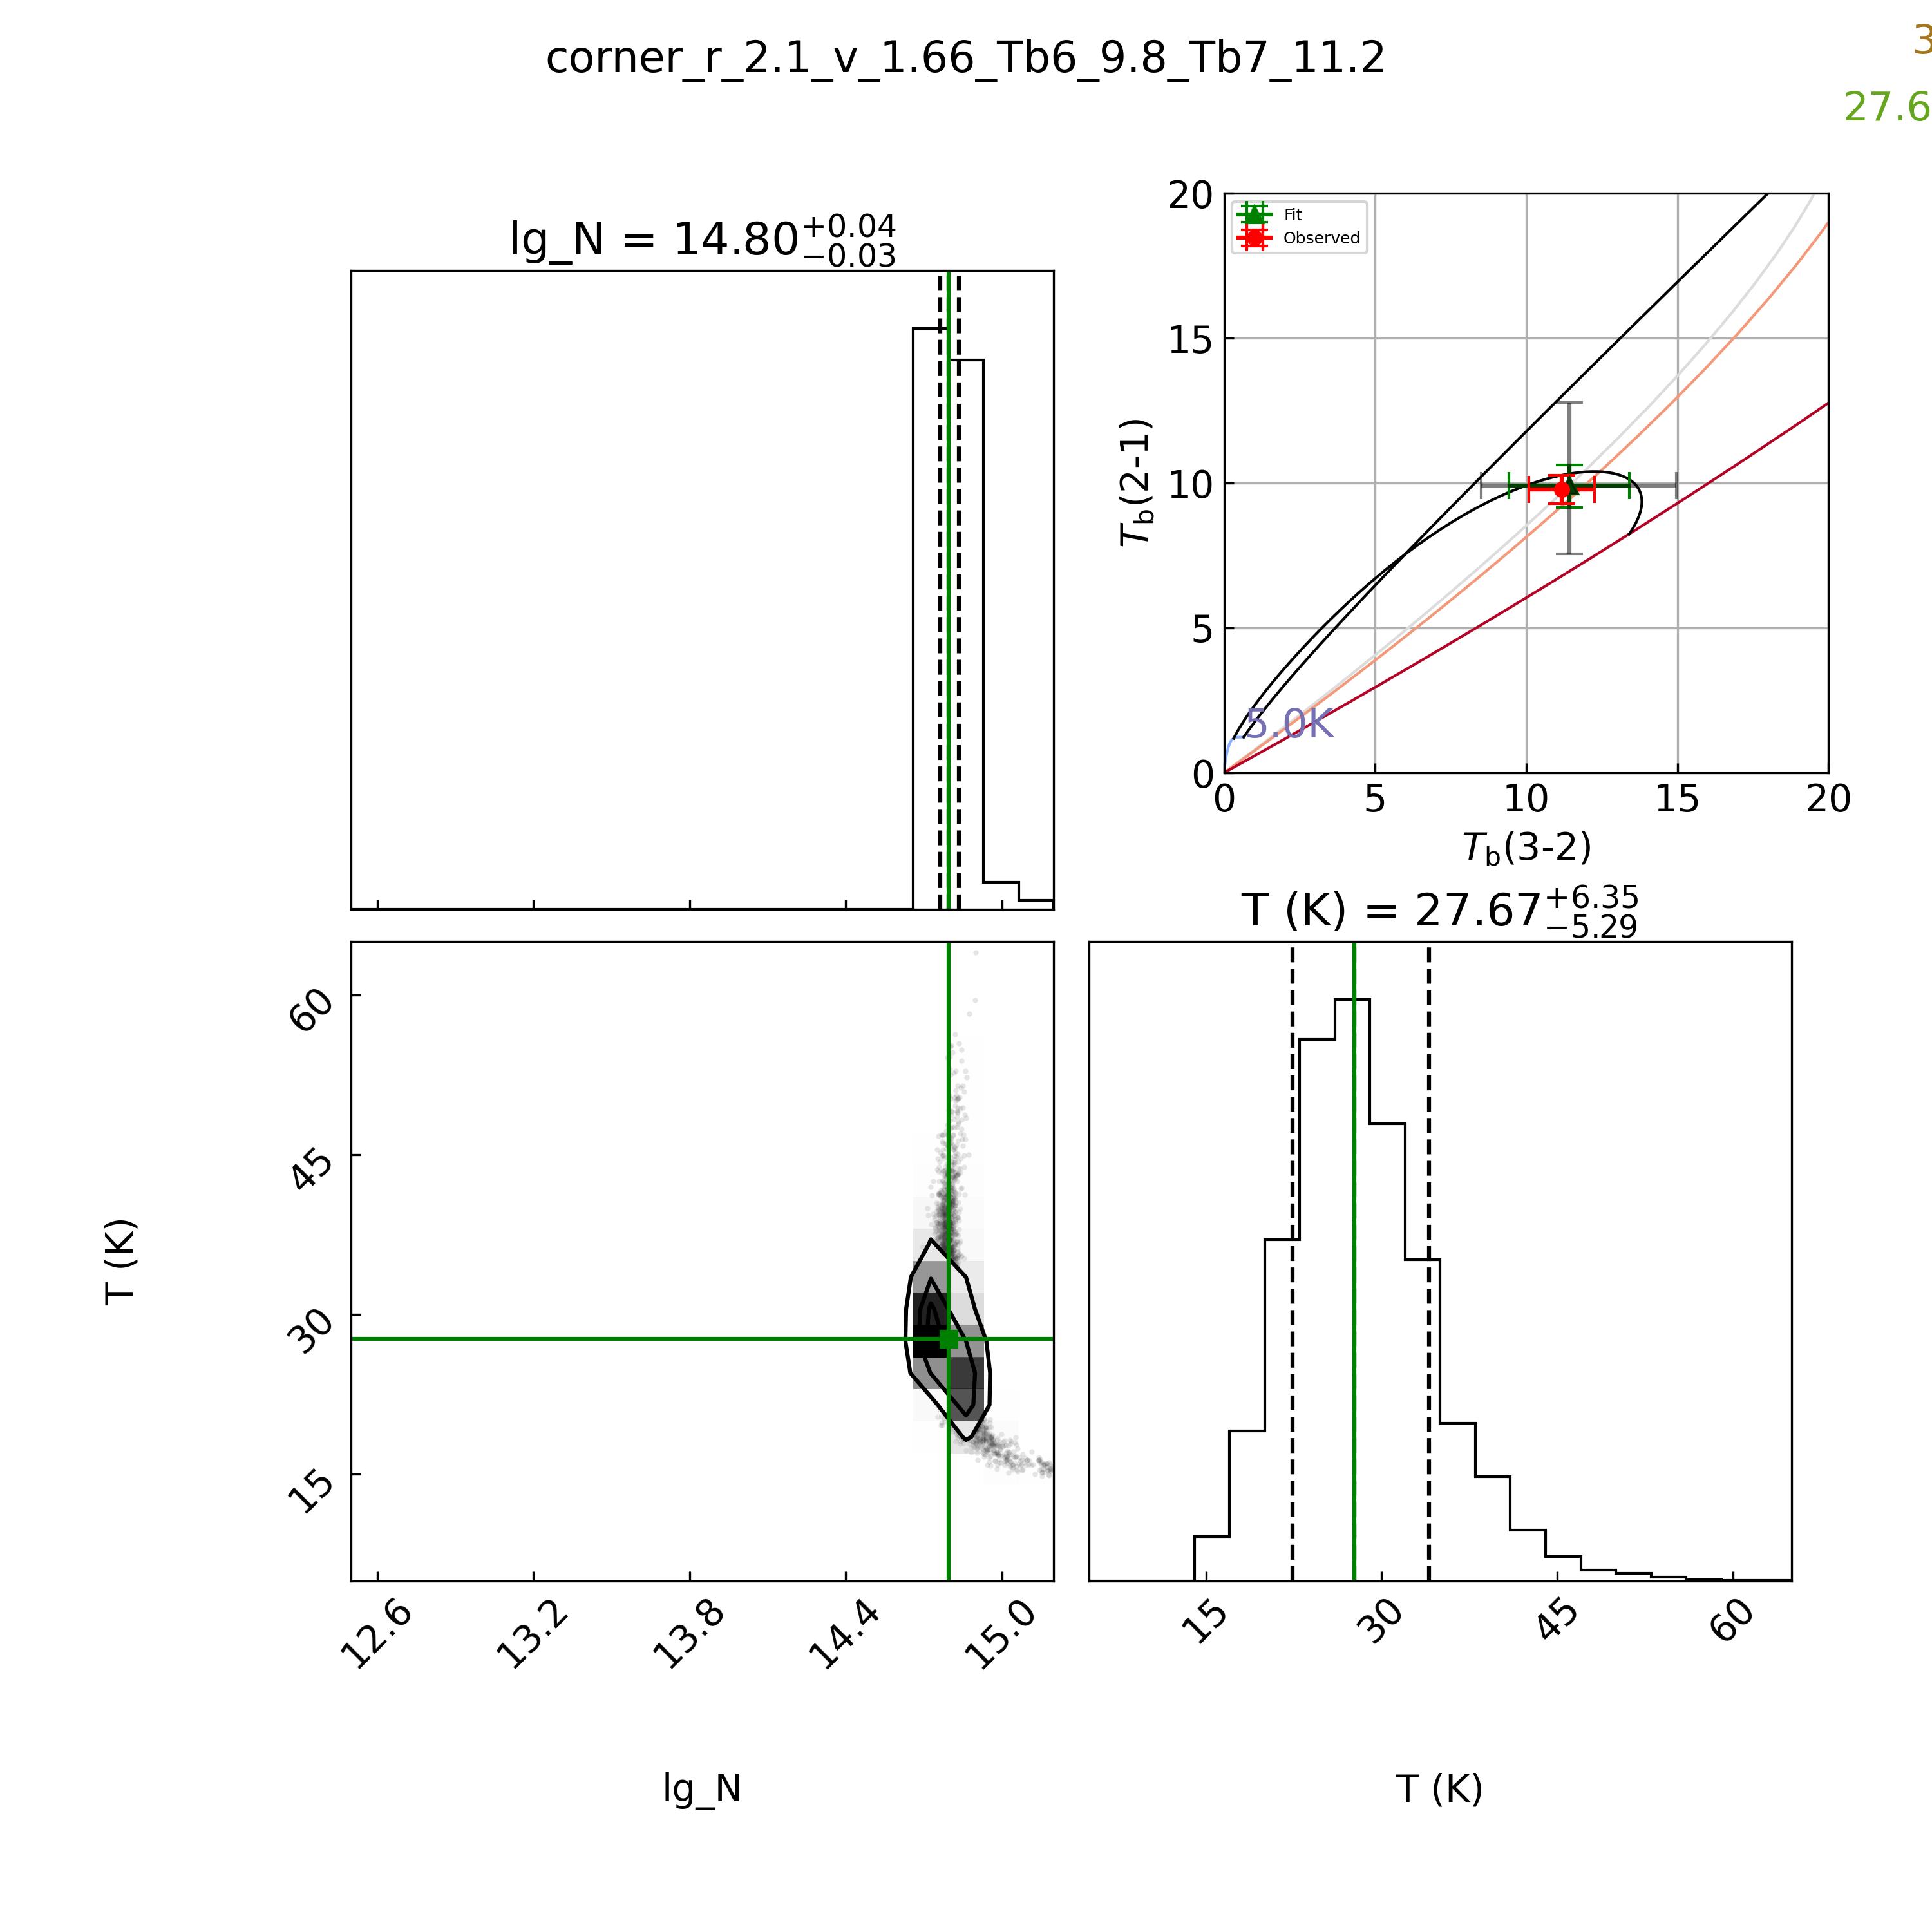 corner_r_2.1_v_1.66_Tb6_9.8_Tb7_11.2
3
27.6
lg_N = 14.80 +0.04 −0.03
20
15
10
5
0
T_b(2-1)
Fit
Observed
5.0K
0 5 10 15 20
T_b(3-2)
T (K) = 27.67 +6.35 −5.29
60
45
30
15
T (K)
12.6 13.2 13.8 14.4 15.0
lg_N
15 30 45 60
T (K)